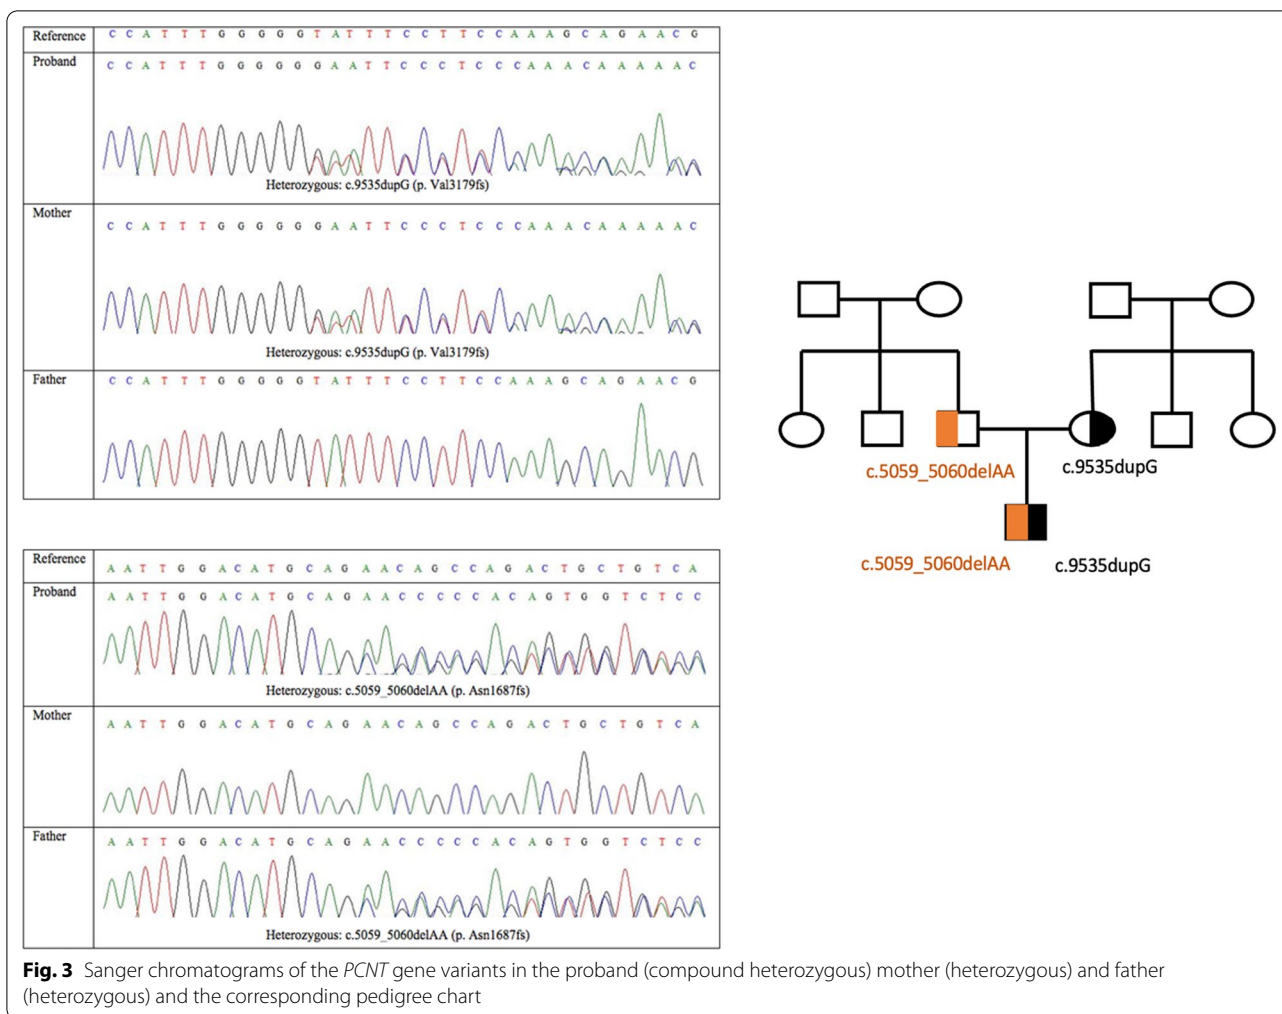 Reference C C A T T T G G G G G T A T T T C C T T C C A A A G C A G A A C G
Proband C C A T T T G G G G G G A A T T C C C T C C C A A A C A A A A A C
Heterozygous: c.9535dupG (p. Val3179fs)
Mother C C A T T T G G G G G G A A T T C C C T C C C A A A C A A A A A C
Heterozygous: c.9535dupG (p. Val3179fs)
Father C C A T T T G G G G G T A T T T C C T T C C A A A G C A G A A C G
Reference A A T T G G A C A T G C A G A A C A G C C A G A C T G C T G T C A
Proband A A T T G G A C A T G C A G A A C C C C C A C A G T G G T C T C C
Heterozygous: c.5059_5060delAA (p. Asn1687fs)
Mother A A T T G G A C A T G C A G A A C A G C C A G A C T G C T G T C A
Father A A T T G G A C A T G C A G A A C C C C C A C A G T G G T C T C C
Heterozygous: c.5059_5060delAA (p. Asn1687fs)
c.5059_5060delAA c.9535dupG
c.5059_5060delAA c.9535dupG
Fig. 3 Sanger chromatograms of the PCNT gene variants in the proband (compound heterozygous) mother (heterozygous) and father
(heterozygous) and the corresponding pedigree chart